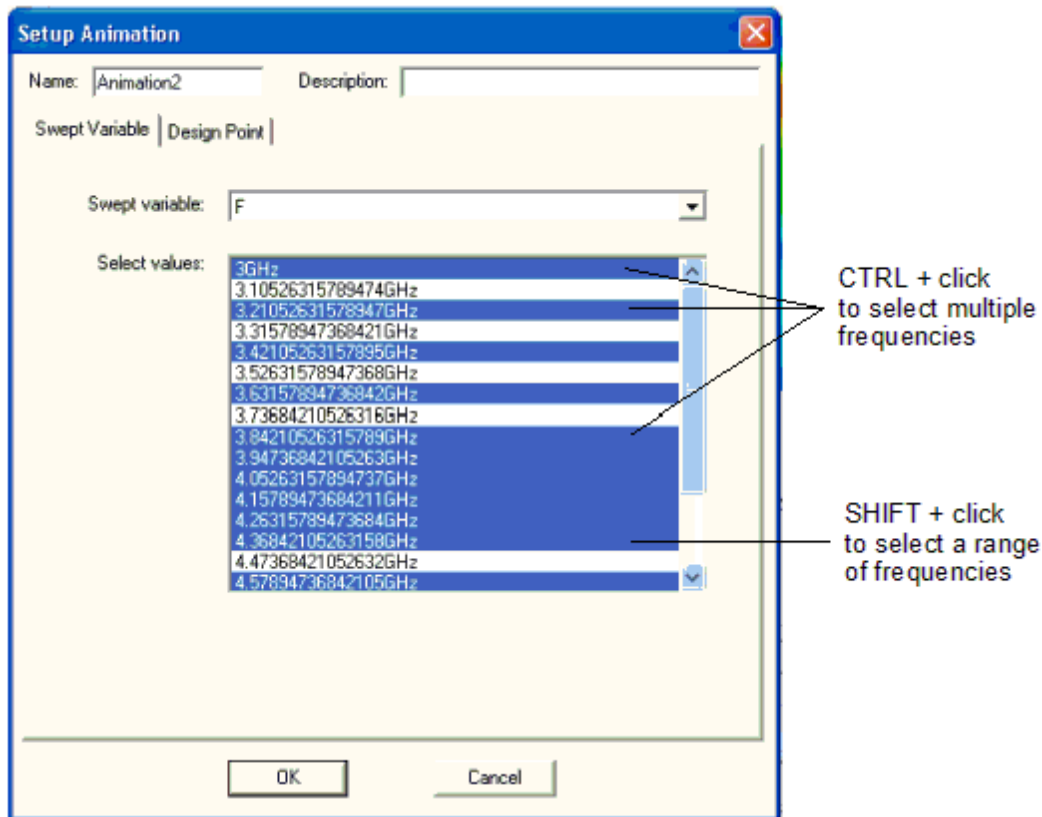 Setup Animation
Name: Animation2 Description:
Swept Variable Design Point
Swept variable: F
Select values:
3GHz
3.10526315789474GHz
3.21052631578947GHz
3.31578947368421GHz
3.42105263157895GHz
3.52631578947368GHz
3.63157894736842GHz
3.73684210526316GHz
3.84210526315789GHz
3.94736842105263GHz
4.05263157894737GHz
4.15789473684211GHz
4.26315789473684GHz
4.36842105263158GHz
4.47368421052632GHz
4.57894736842105GHz
CTRL + click
to select multiple
frequencies
SHIFT + click
to select a range
of frequencies
OK Cancel